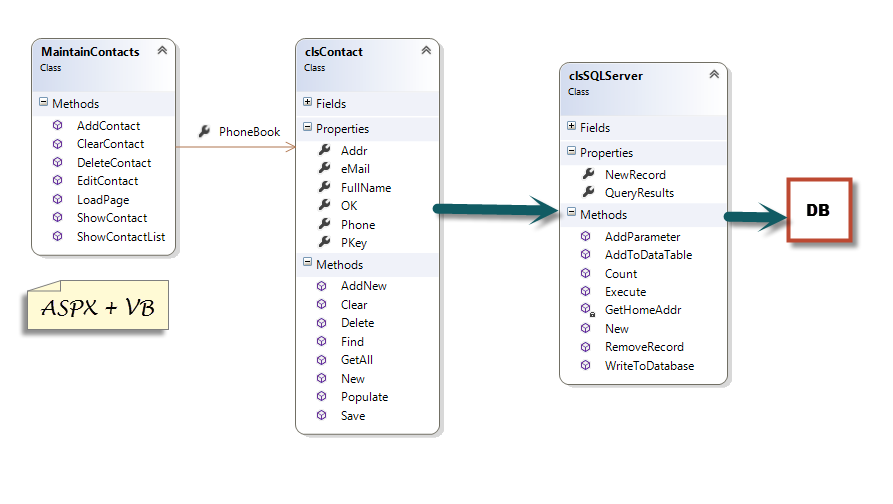 MaintainContacts
Class
Methods
AddContact
ClearContact
DeleteContact
EditContact
LoadPage
ShowContact
ShowContactList
ASPX + VB
PhoneBook
clsContact
Class
Fields
Properties
Addr
eMail
FullName
OK
Phone
PKey
Methods
AddNew
Clear
Delete
Find
GetAll
New
Populate
Save
clsSQLServer
Class
Fields
Properties
NewRecord
QueryResults
Methods
AddParameter
AddToDataTable
Count
Execute
GetHomeAddr
New
RemoveRecord
WriteToDatabase
DB